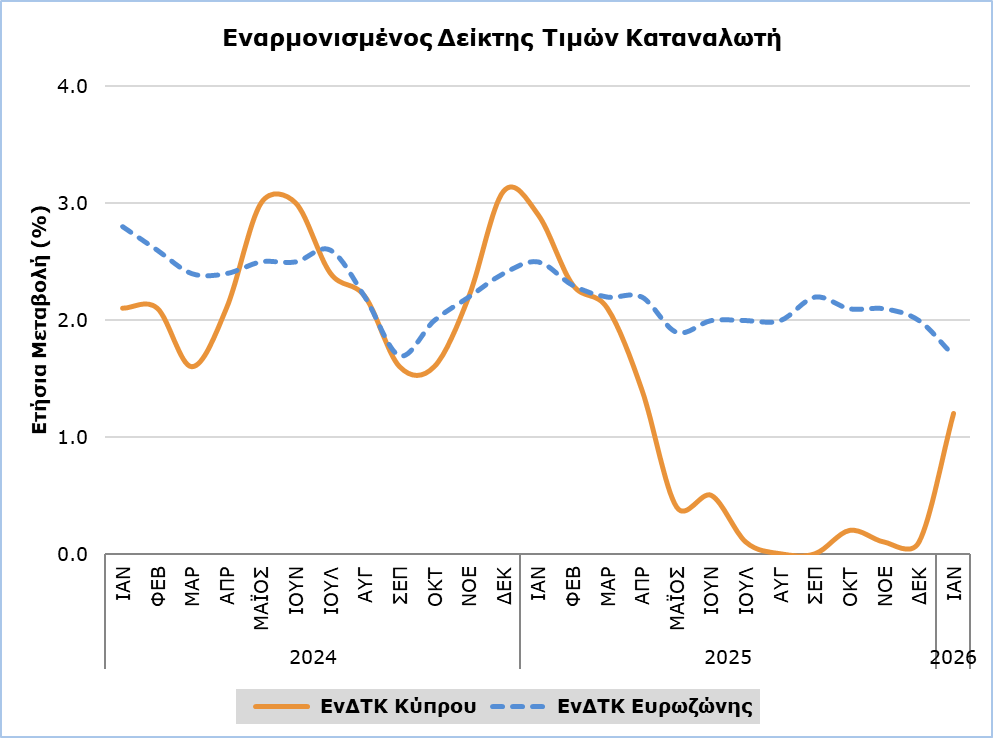 Εναρμονισμένος Δείκτης Τιμών Καταναλωτή
Ετήσια Μεταβολή (%)
4.0
3.0
2.0
1.0
0.0
ΙΑΝ ΦΕΒ ΜΑΡ ΑΠΡ ΜΑΪΟΣ ΙΟΥΝ ΙΟΥΛ ΑΥΓ ΣΕΠ ΟΚΤ ΝΟΕ ΔΕΚ ΙΑΝ ΦΕΒ ΜΑΡ ΑΠΡ ΜΑΪΟΣ ΙΟΥΝ ΙΟΥΛ ΑΥΓ ΣΕΠ ΟΚΤ ΝΟΕ ΔΕΚ ΙΑΝ
2024 2025 2026
ΕνΔΤΚ Κύπρου ΕνΔΤΚ Ευρωζώνης